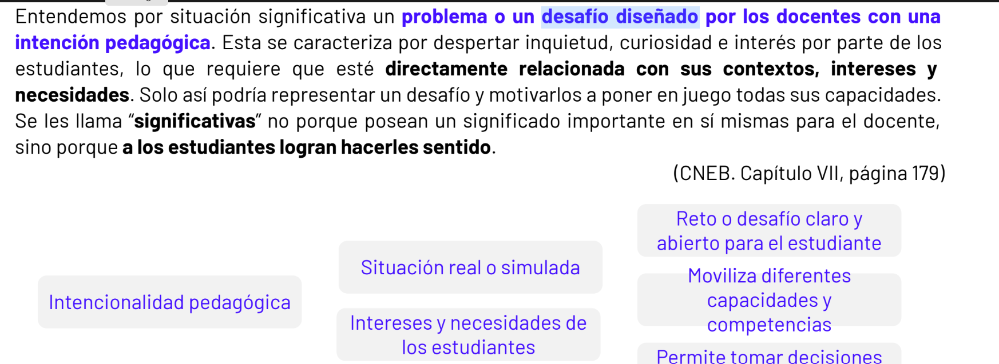 Entendemos por situación significativa un problema o un desafío diseñado por los docentes con una
intención pedagógica. Esta se caracteriza por despertar inquietud, curiosidad e interés por parte de los
estudiantes, lo que requiere que esté directamente relacionada con sus contextos, intereses y
necesidades. Solo así podría representar un desafío y motivarlos a poner en juego todas sus capacidades.
Se les llama “significativas” no porque posean un significado importante en sí mismas para el docente,
sino porque a los estudiantes logran hacerles sentido.
(CNEB. Capítulo VII, página 179)
Intencionalidad pedagógica
Situación real o simulada
Intereses y necesidades de
los estudiantes
Reto o desafío claro y
abierto para el estudiante
Moviliza diferentes
capacidades y
competencias
Permite tomar decisiones